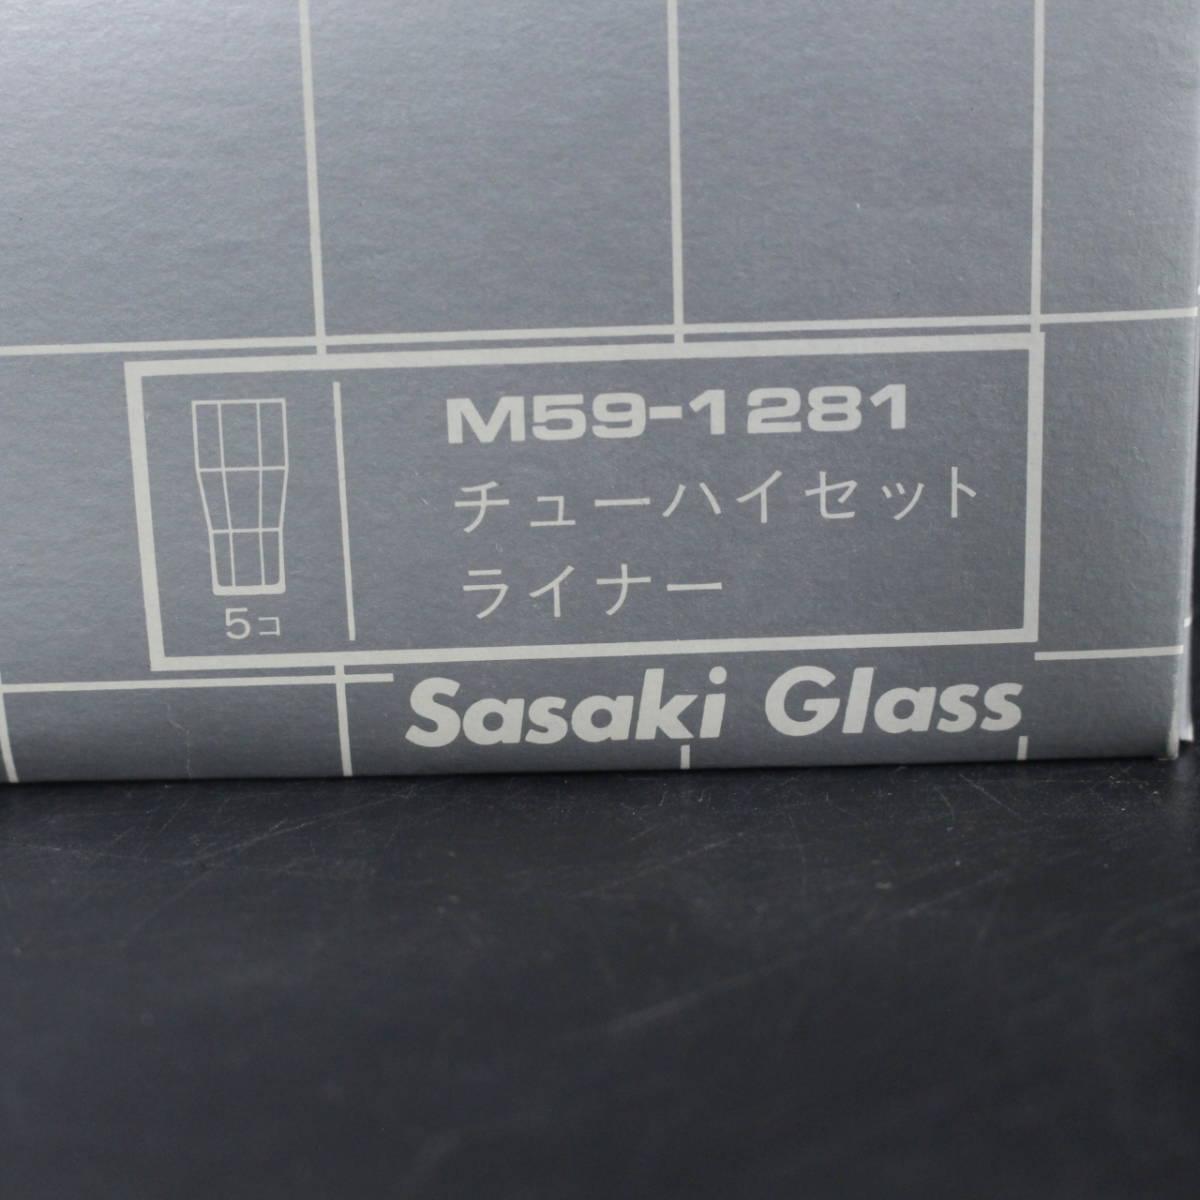 M59-1281
チューハイセット
ライナー
5コ
Sasaki Glass